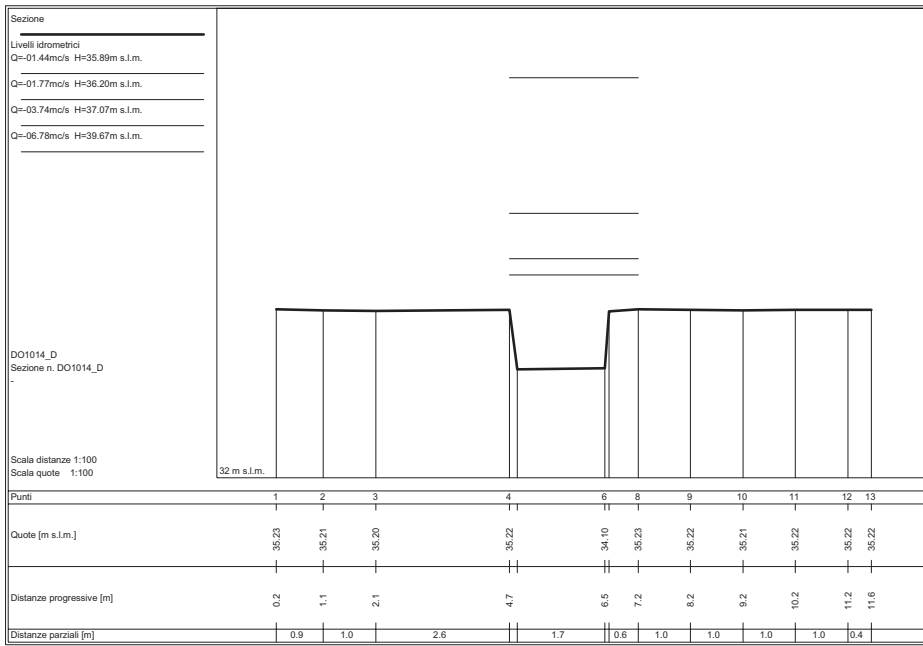 Sezione
Livelli idrometrici
Q=-01.44mc/s H=35.89m s.l.m.
Q=-01.77mc/s H=36.20m s.l.m.
Q=-03.74mc/s H=37.07m s.l.m.
Q=-06.78mc/s H=39.67m s.l.m.
DO1014_D
Sezione n. DO1014_D
-
Scala distanze 1:100
Scala quote 1:100
32 m s.l.m.
Punti 1 2 3 4 6 8 9 10 11 12 13
Quote [m s.l.m.] 35.23 35.21 35.20 35.22 34.10 35.23 35.22 35.21 35.22 35.22 35.22
Distanze progressive [m] 0.2 1.1 2.1 4.7 6.5 7.2 8.2 9.2 10.2 11.2 11.6
Distanze parziali [m] 0.9 1.0 2.6 1.7 0.6 1.0 1.0 1.0 1.0 0.4